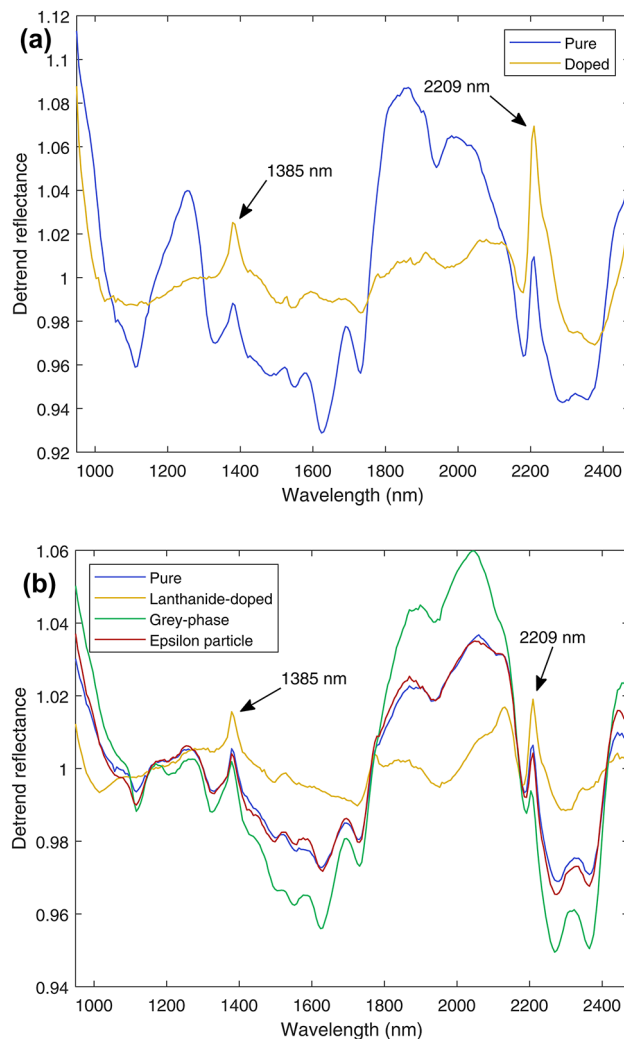 (a)
1.12
1.1
1.08
1.06
1.04
1.02
1
0.98
0.96
0.94
0.92
Detrend reflectance
Pure
Doped
2209 nm
1385 nm
1000 1200 1400 1600 1800 2000 2200 2400
Wavelength (nm)
(b)
1.06
1.04
1.02
1
0.98
0.96
0.94
Detrend reflectance
Pure
Lanthanide-doped
Grey-phase
Epsilon particle
2209 nm
1385 nm
1000 1200 1400 1600 1800 2000 2200 2400
Wavelength (nm)